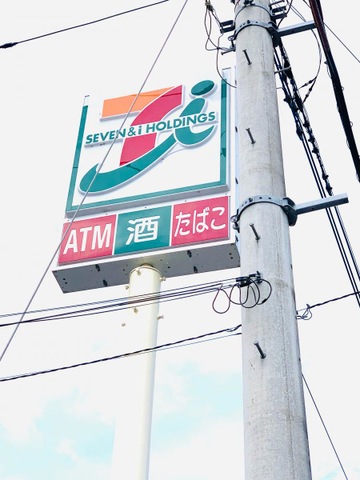 SEVEN & i HOLDINGS
ATM 酒 たばこ